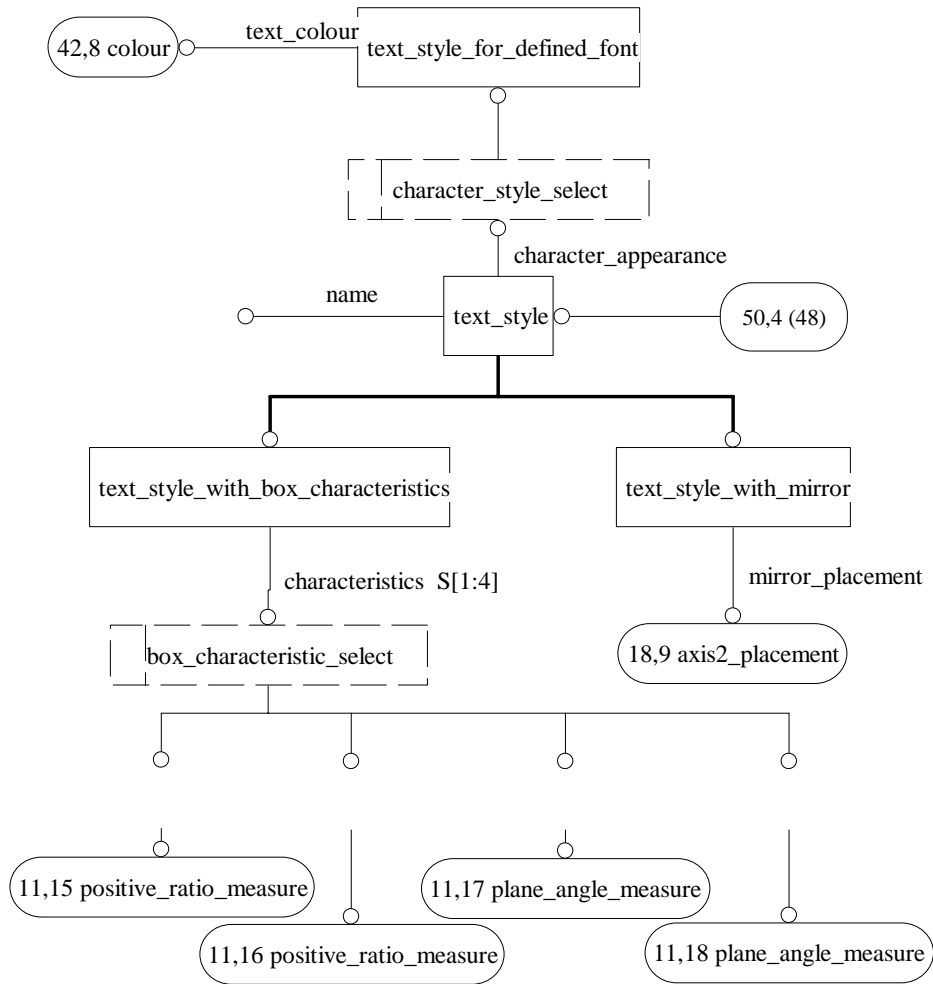 text_colour
42,8 colour
text_style_for_defined_font
character_style_select
character_appearance
name
text_style
50,4 (48)
text_style_with_box_characteristics
text_style_with_mirror
characteristics S[1:4]
mirror_placement
box_characteristic_select
18,9 axis2_placement
11,15 positive_ratio_measure
11,17 plane_angle_measure
11,16 positive_ratio_measure
11,18 plane_angle_measure